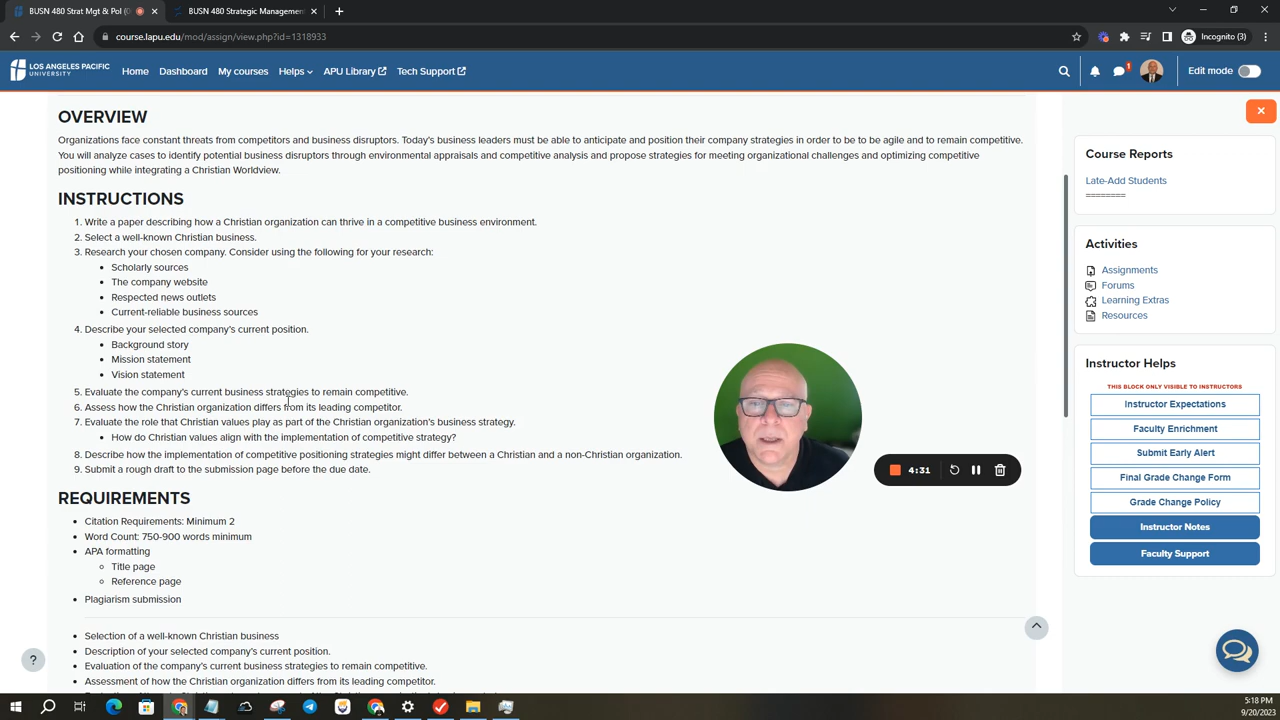 BUSN 480 Strat Mgt & Pol (
BUSN 480 Strategic Managemen
course.lapu.edu/mod/assign/view.php?id=1318933
Incognito (3)
LOS ANGELES PACIFIC
UNIVERSITY
Home Dashboard My courses Helps APU Library Tech Support
1
Edit mode
OVERVIEW
Organizations face constant threats from competitors and business disruptors. Today's business leaders must be able to anticipate and position their company strategies in order to be to be agile and to remain competitive.
You will analyze cases to identify potential business disruptors through environmental appraisals and competitive analysis and propose strategies for meeting organizational challenges and optimizing competitive
positioning while integrating a Christian Worldview.
INSTRUCTIONS
1. Write a paper describing how a Christian organization can thrive in a competitive business environment.
2. Select a well-known Christian business.
3. Research your chosen company. Consider using the following for your research:
• Scholarly sources
• The company website
• Respected news outlets
• Current-reliable business sources
4. Describe your selected company's current position.
• Background story
• Mission statement
• Vision statement
5. Evaluate the company's current business strategies to remain competitive.
6. Assess how the Christian organization differs from its leading competitor.
7. Evaluate the role that Christian values play as part of the Christian organization's business strategy.
• How do Christian values align with the implementation of competitive strategy?
8. Describe how the implementation of competitive positioning strategies might differ between a Christian and a non-Christian organization.
9. Submit a rough draft to the submission page before the due date.
REQUIREMENTS
• Citation Requirements: Minimum 2
• Word Count: 750-900 words minimum
• APA formatting
Title page
Reference page
• Plagiarism submission
• Selection of a well-known Christian business
• Description of your selected company's current position.
• Evaluation of the company's current business strategies to remain competitive.
• Assessment of how the Christian organization differs from its leading competitor.
4:31
Course Reports
Late-Add Students
========
Activities
Assignments
Forums
Learning Extras
Resources
Instructor Helps
THIS BLOCK ONLY VISIBLE TO INSTRUCTORS
Instructor Expectations
Faculty Enrichment
Submit Early Alert
Final Grade Change Form
Grade Change Policy
Instructor Notes
Faculty Support
?
5:18 PM
9/20/2023